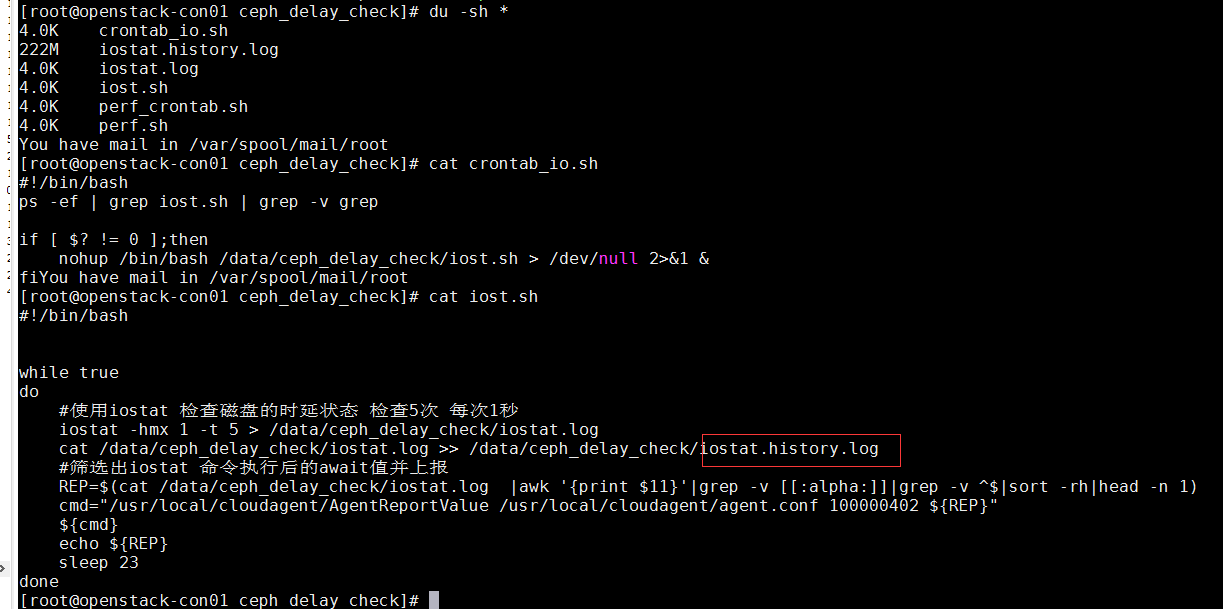 [root@openstack-con01 ceph_delay_check]# du -sh *
4.0K    crontab_io.sh
222M    iostat.history.log
4.0K    iostat.log
4.0K    iost.sh
4.0K    perf_crontab.sh
4.0K    perf.sh
You have mail in /var/spool/mail/root
[root@openstack-con01 ceph_delay_check]# cat crontab_io.sh
#!/bin/bash
ps -ef | grep iost.sh | grep -v grep
if [ $? != 0 ];then
    nohup /bin/bash /data/ceph_delay_check/iost.sh > /dev/null 2>&1 &
fiYou have mail in /var/spool/mail/root
[root@openstack-con01 ceph_delay_check]# cat iost.sh
#!/bin/bash
while true
do
    #使用iostat 检查磁盘的时延状态 检查5次 每次1秒
    iostat -hmx 1 -t 5 > /data/ceph_delay_check/iostat.log
    cat /data/ceph_delay_check/iostat.log >> /data/ceph_delay_check/iostat.history.log
    #筛选出iostat 命令执行后的await值并上报
    REP=$(cat /data/ceph_delay_check/iostat.log  |awk '{print $11}'|grep -v [[:alpha:]]|grep -v ^$|sort -rh|head -n 1)
    cmd="/usr/local/cloudagent/AgentReportValue /usr/local/cloudagent/agent.conf 100000402 ${REP}"
    ${cmd}
    echo ${REP}
    sleep 23
done
[root@openstack-con01 ceph_delay_check]#